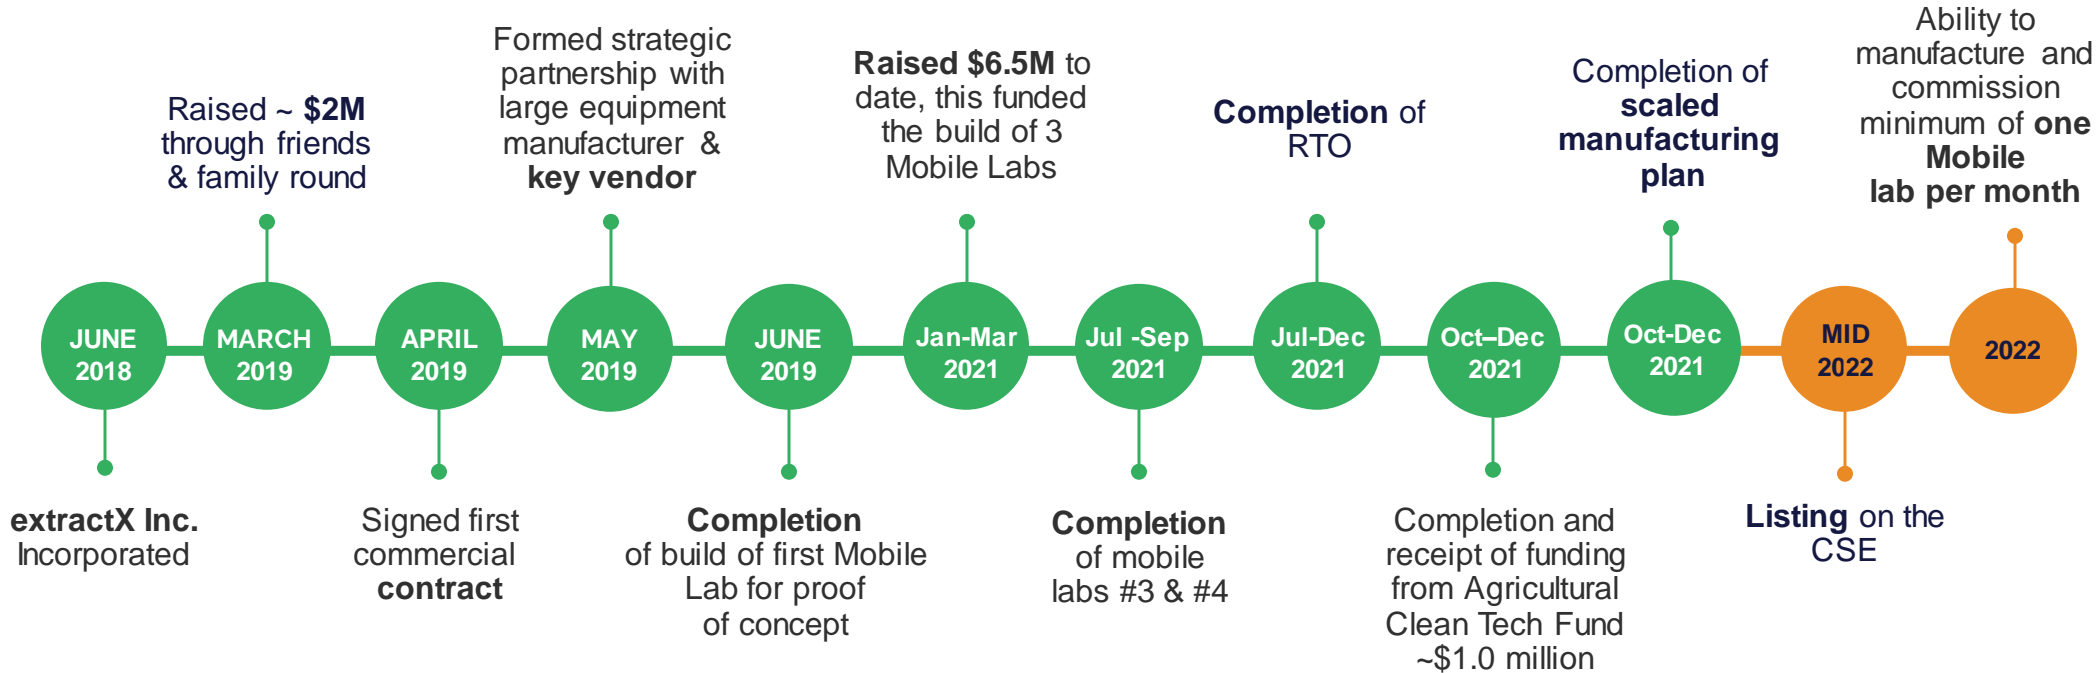 JUNE
2018
extractX Inc.
Incorporated
Raised ~ $2M
through friends
& family round
MARCH
2019
APRIL
2019
Signed first
commercial
contract
Formed strategic
partnership with
large equipment
manufacturer &
key vendor
MAY
2019
JUNE
2019
Completion
of build of first Mobile
Lab for proof
of concept
Raised $6.5M to
date, this funded
the build of 3
Mobile Labs
Jan-Mar
2021
Jul -Sep
2021
Completion
of mobile
labs #3 & #4
Completion of
RTO
Jul-Dec
2021
Oct–Dec
2021
Completion and
receipt of funding
from Agricultural
Clean Tech Fund
~$1.0 million
Completion of
scaled
manufacturing
plan
Oct-Dec
2021
MID
2022
Listing on the
CSE
Ability to
manufacture and
commission
minimum of one
Mobile
lab per month
2022